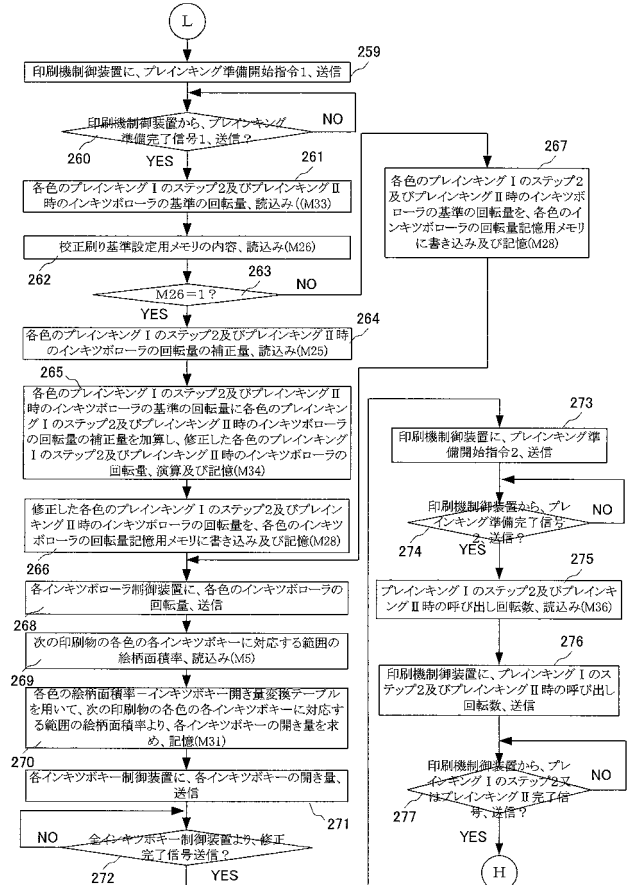 L
印刷機制御装置に、プレインキング準備開始指令1、送信
259
印刷機制御装置から、プレインキング
準備完了信号1、送信?
NO
260
YES
261
各色のプレインキングⅠのステップ2及びプレインキングⅡ
時のインキツボローラの基準の回転量、読込み((M33)
校正刷り基準設定用メモリの内容、読込み(M26)
262
263
M26=1?
NO
YES
264
各色のプレインキングⅠのステップ2及びプレインキングⅡ時
のインキツボローラの回転量の補正量、読込み(M25)
265
各色のプレインキングⅠのステップ2及びプレインキングⅡ
時のインキツボローラの基準の回転量に各色のプレインキン
グⅠのステップ2及びプレインキングⅡ時のインキツボローラ
の回転量の補正量を加算し、修正した各色のプレインキング
Ⅰのステップ2及びプレインキングⅡ時のインキツボローラの
回転量、演算及び記憶(M34)
修正した各色のプレインキングⅠのステップ2及びプレイン
キングⅡ時のインキツボローラの回転量を、各色のインキツ
ボローラの回転量記憶用メモリに書き込み及び記憶(M28)
266
267
各色のプレインキングⅠのステップ2
及びプレインキングⅡ時のインキツボ
ローラの基準の回転量を、各色のイ
ンキツボローラの回転量記憶用メモリ
に書き込み及び記憶(M28)
各インキツボローラ制御装置に、各色のインキツボローラの
回転量、送信
268
次の印刷物の各色の各インキツボキーに対応する範囲の
絵柄面積率、読込み(M5)
269
各色の絵柄面積率－インキツボキー開き量変換テーブル
を用いて、次の印刷物の各色の各インキツボキーに対応す
る範囲の絵柄面積率より、各インキツボキーの開き量を求
め、記憶(M31)
270
各インキツボキー制御装置に、各インキツボキーの開き量、
送信
271
全インキツボキー制御装置より、修正
完了信号送信?
NO
272
YES
273
印刷機制御装置に、プレインキング準
備開始指令2、送信
印刷機制御装置から、プレ
インキング準備完了信号
2、送信?
NO
274
YES
275
プレインキングⅠのステップ2及びプレインキ
ングⅡ時の呼び出し回転数、読込み(M36)
276
印刷機制御装置に、プレインキングⅠのス
テップ2及びプレインキングⅡ時の呼び出し
回転数、送信
印刷機制御装置から、プレイ
ンキングⅠのステップ2又
はプレインキングⅡ完了信
号、送信?
NO
277
YES
H